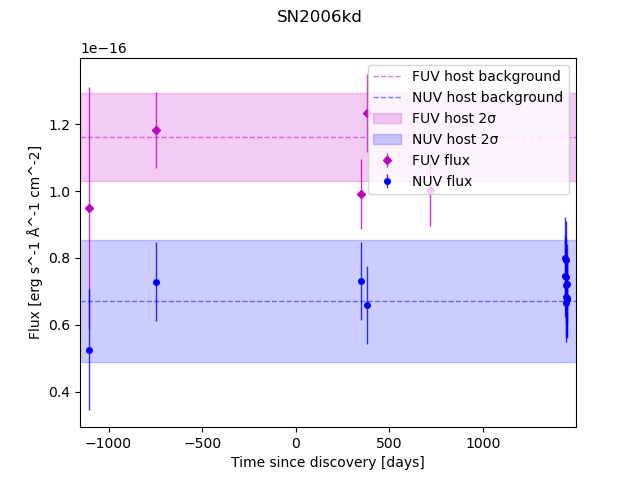 SN2006kd
1e−16
FUV host background
NUV host background
FUV host 2σ
NUV host 2σ
FUV flux
NUV flux
1.2
1.0
0.8
0.6
0.4
Flux [erg s^-1 Å^-1 cm^-2]
−1000
−500
0
500
1000
Time since discovery [days]